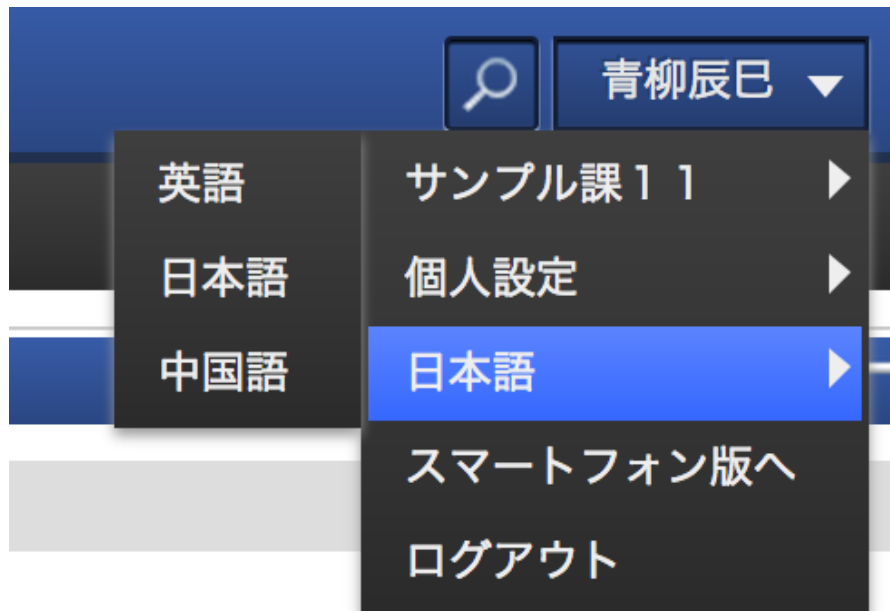 青柳辰巳
サンプル課１１
個人設定
日本語
スマートフォン版へ
ログアウト
英語
日本語
中国語